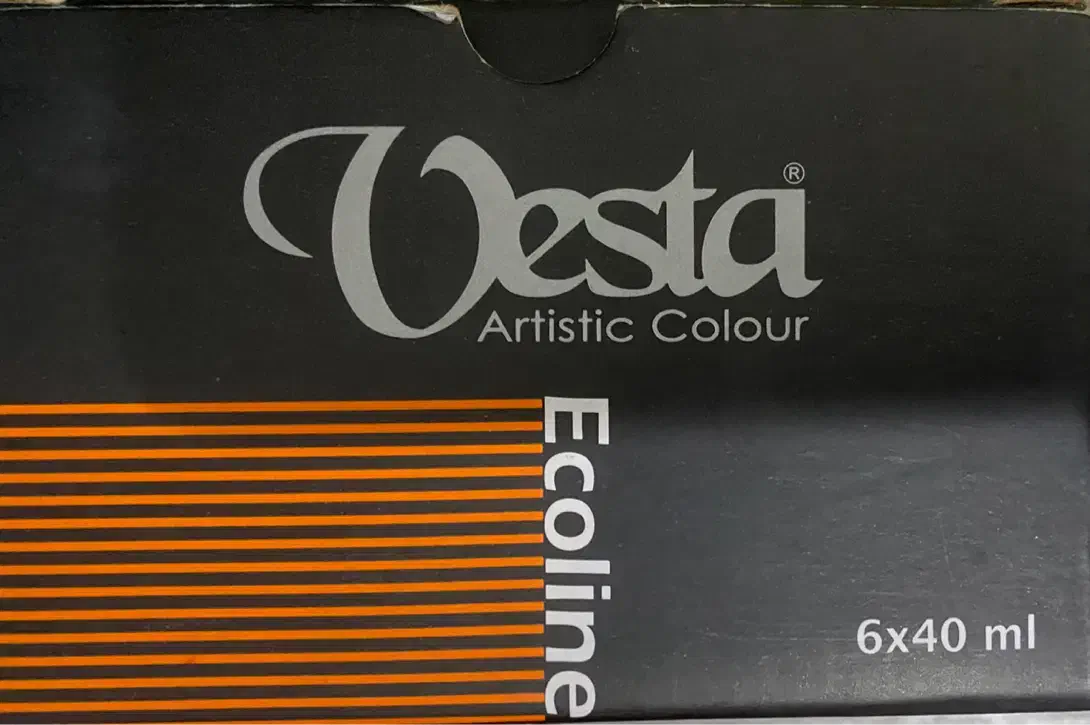 Vesta®
Artistic Colour
Ecoline
6x40 ml